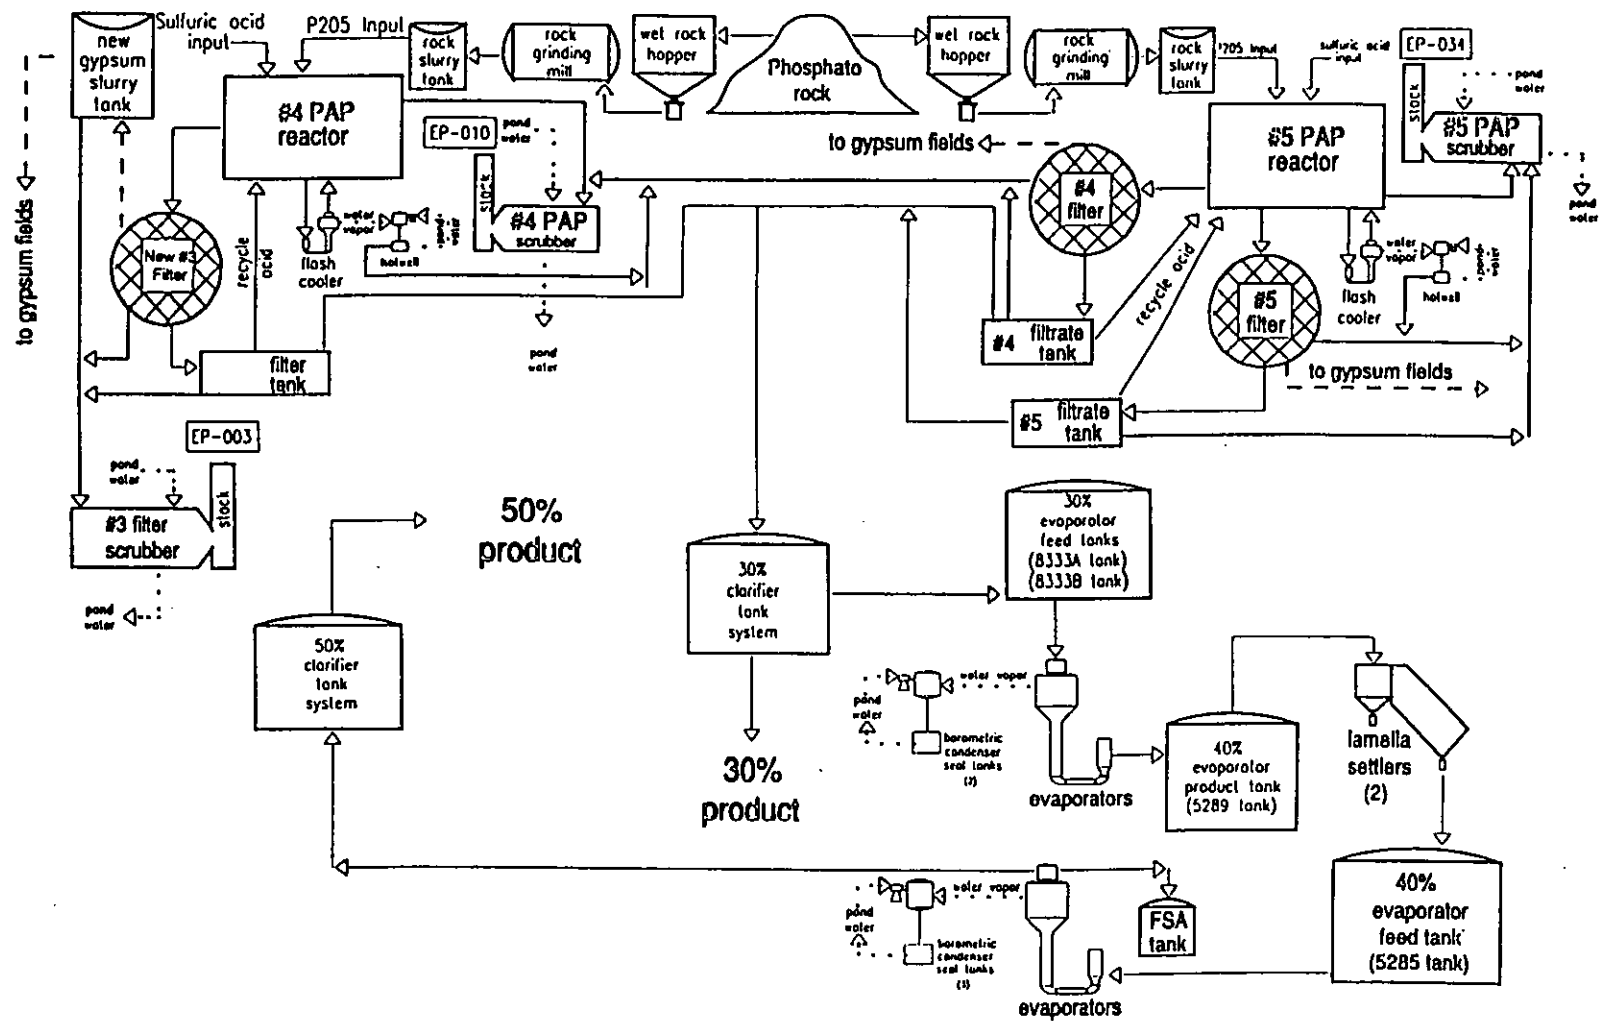 new
gypsum
slurry
tank
Sulfuric acid
input
P205 Input
rock
slurry
tank
rock
grinding
mill
wet rock
hopper
Phosphate
rock
wet rock
hopper
rock
grinding
mill
rock
slurry
tank
P205 Input
sulfuric acid
input
EP-034
stack
pond
water
#5 PAP
scrubber
pond
water
#4 PAP
reactor
EP-010
pond
water
stack
#4 PAP
scrubber
pond
water
to gypsum fields
#4
filter
#5 PAP
reactor
to gypsum fields
New #3
Filter
recycle
acid
flash
cooler
water
vapor
pond
water
hotwell
filter
tank
#4 filtrate
tank
recycle acid
#5
filter
flash
cooler
water
vapor
pond
water
hotwell
to gypsum fields
#5 filtrate
tank
EP-003
pond
water
stack
#3 filter
scrubber
pond
water
50%
product
50%
clarifier
tank
system
30%
clarifier
tank
system
30%
product
30%
evaporator
feed tanks
(8333A tank)
(8333B tank)
water vapor
pond
water
barometric
condenser
seal tanks
(2)
evaporators
40%
evaporator
product tank
(5289 tank)
lamella
settlers
(2)
40%
evaporator
feed tank
(5285 tank)
FSA
tank
water vapor
pond
water
barometric
condenser
seal tanks
evaporators